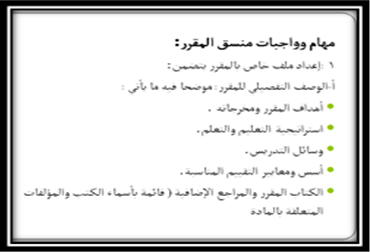 مهام وواجبات منسق المقرر:
١ :إعداد ملف خاص بالمقرر يتضمن:
أ-الوصف التفصيلي للمقرر: موضحا فيه ما يأتي :
أهداف المقرر ومخرجاته .
استراتيجية التعليم والتعلم.
وسائل التدريس.
أسس ومعايير التقييم المناسبة.
الكتاب المقرر والمراجع الإضافية ( قائمة بأسماء الكتب والمؤلفات
المتعلقة بالمادة